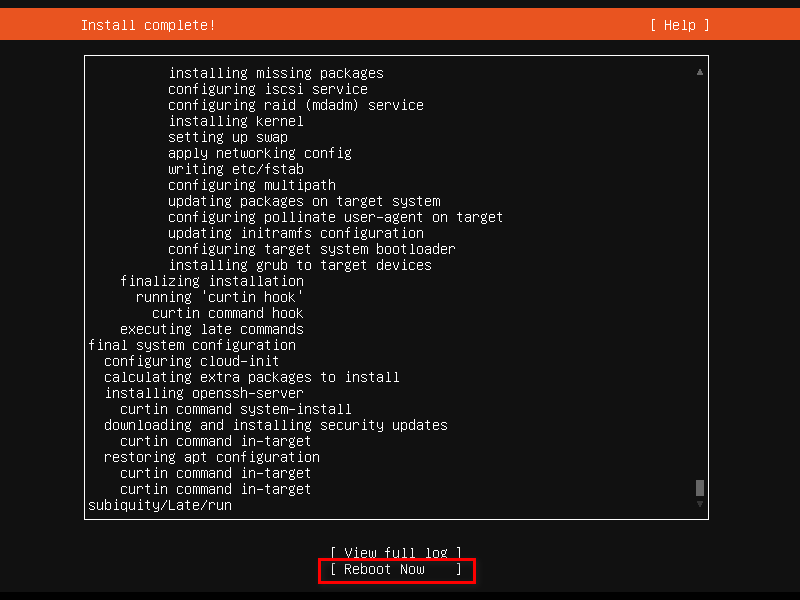 Install complete!
[ Help ]
installing missing packages
configuring iscsi service
configuring raid (mdadm) service
installing kernel
setting up swap
apply networking config
writing etc/fstab
configuring multipath
updating packages on target system
configuring pollinate user-agent on target
updating initramfs configuration
configuring target system bootloader
installing grub to target devices
finalizing installation
running 'curtin hook'
curtin command hook
executing late commands
final system configuration
configuring cloud-init
calculating extra packages to install
installing openssh-server
curtin command system-install
downloading and installing security updates
curtin command in-target
restoring apt configuration
curtin command in-target
curtin command in-target
subiquity/Late/run
[ View full log ]
[ Reboot Now ]